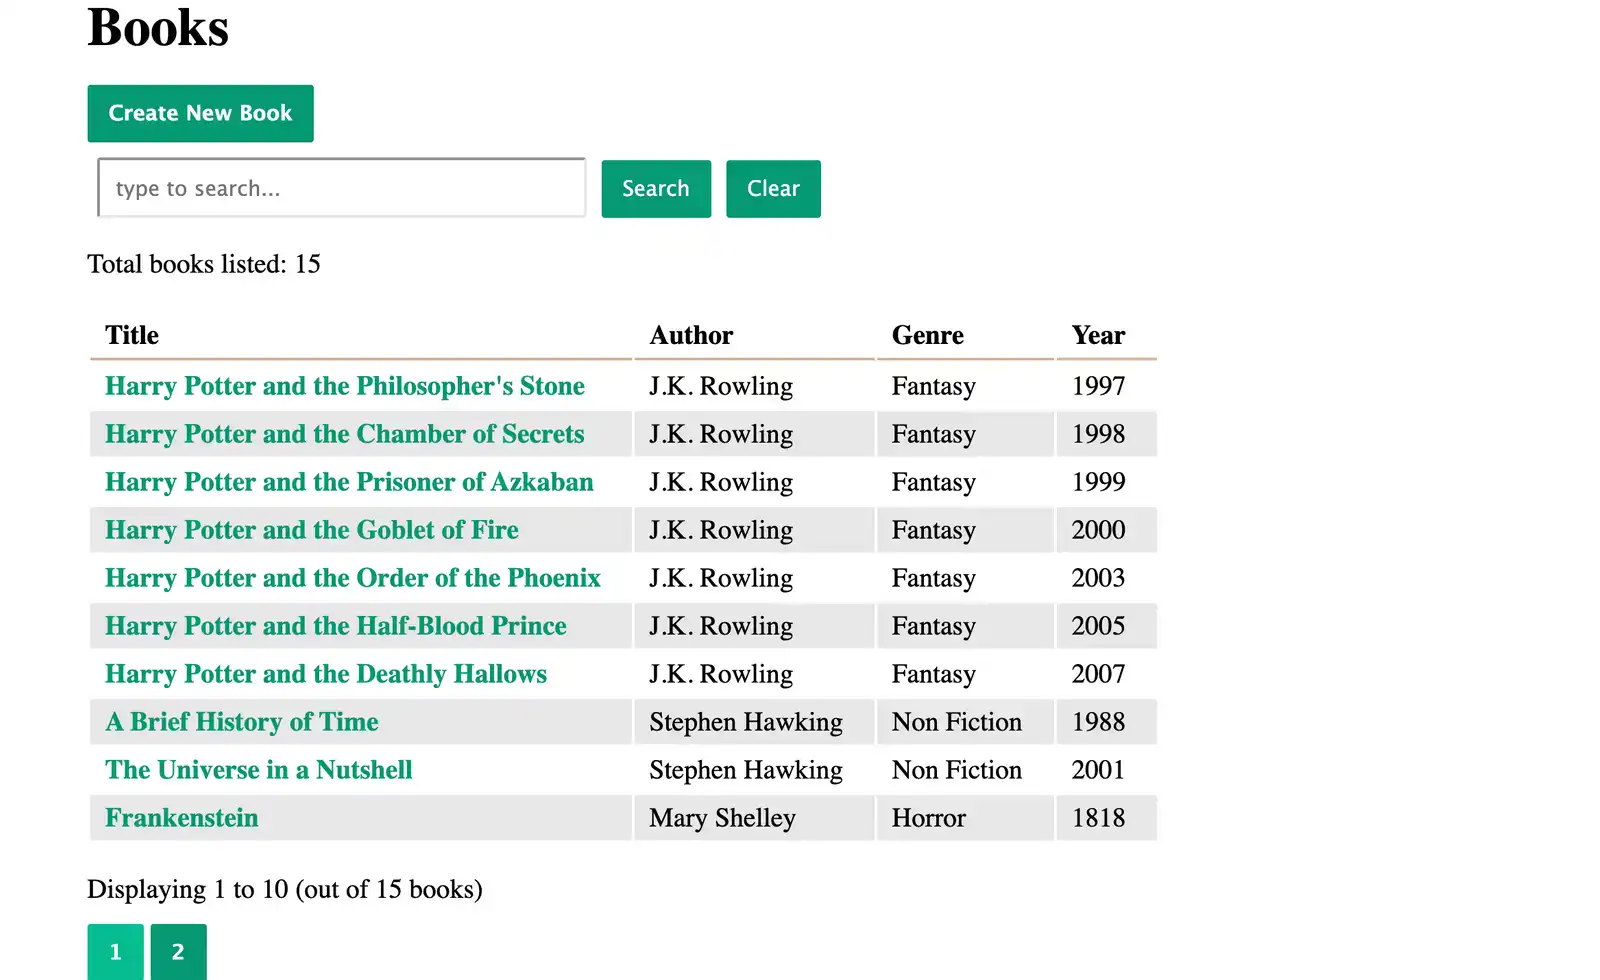 Books
Create New Book
type to search...
Search
Clear
Total books listed: 15
Title Author Genre Year
Harry Potter and the Philosopher's Stone J.K. Rowling Fantasy 1997
Harry Potter and the Chamber of Secrets J.K. Rowling Fantasy 1998
Harry Potter and the Prisoner of Azkaban J.K. Rowling Fantasy 1999
Harry Potter and the Goblet of Fire J.K. Rowling Fantasy 2000
Harry Potter and the Order of the Phoenix J.K. Rowling Fantasy 2003
Harry Potter and the Half-Blood Prince J.K. Rowling Fantasy 2005
Harry Potter and the Deathly Hallows J.K. Rowling Fantasy 2007
A Brief History of Time Stephen Hawking Non Fiction 1988
The Universe in a Nutshell Stephen Hawking Non Fiction 2001
Frankenstein Mary Shelley Horror 1818
Displaying 1 to 10 (out of 15 books)
1 2